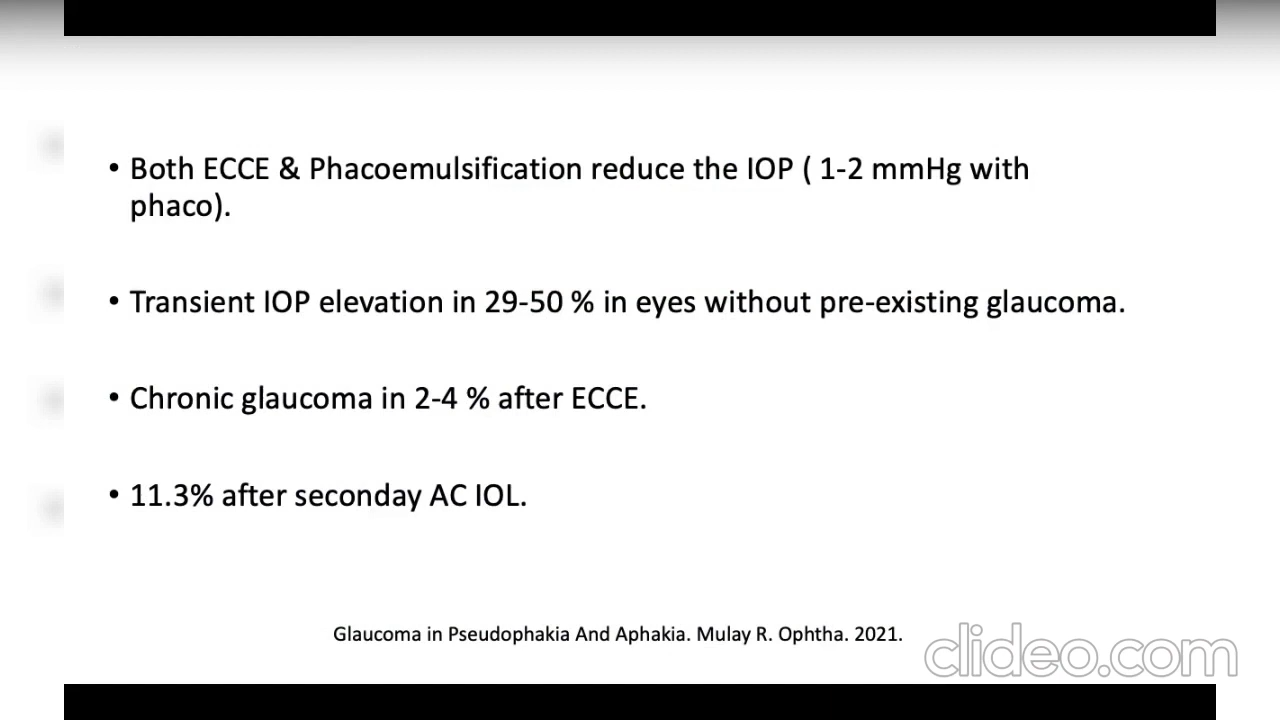 • Both ECCE & Phacoemulsification reduce the IOP ( 1-2 mmHg with
phaco).
• Transient IOP elevation in 29-50 % in eyes without pre-existing glaucoma.
• Chronic glaucoma in 2-4 % after ECCE.
• 11.3% after seconday AC IOL.
Glaucoma in Pseudophakia And Aphakia. Mulay R. Ophtha. 2021.
clideo.com